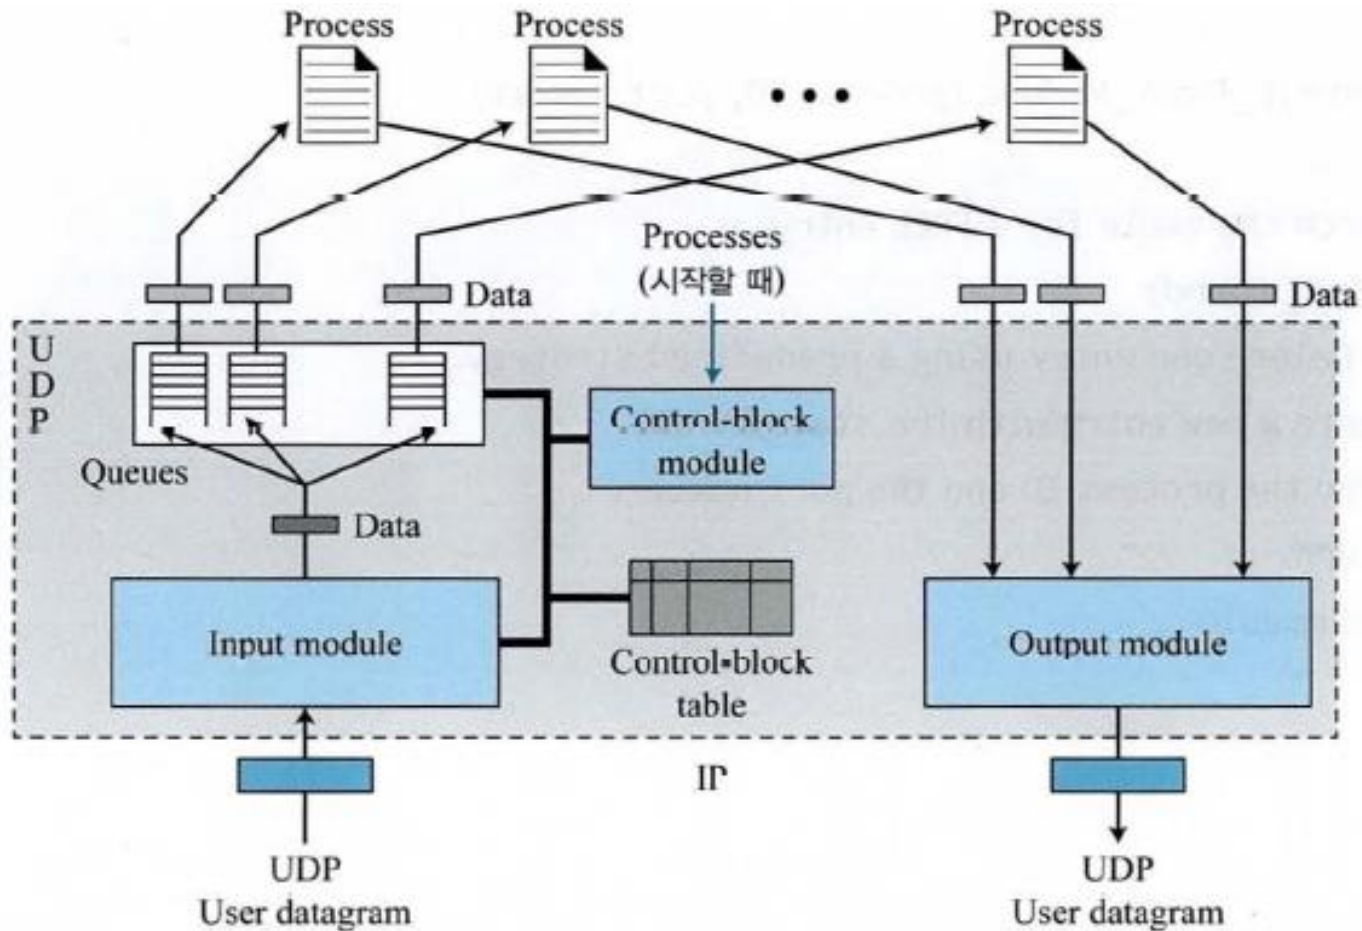 Process
Process
Process
Processes
(시작할 때)
Data
Data
UDP
Queues
Control-block
module
Data
Input module
Control-block
table
Output module
IP
UDP
User datagram
UDP
User datagram